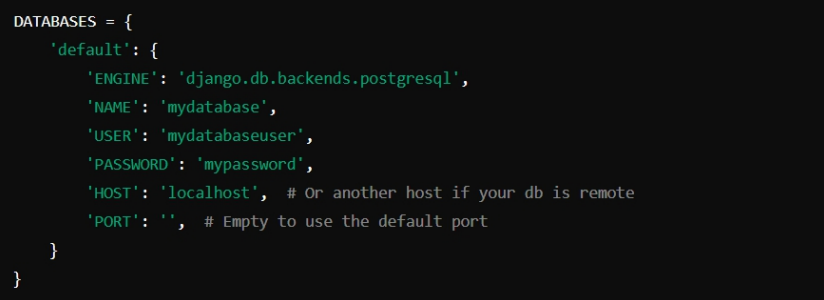 DATABASES = {
    'default': {
        'ENGINE': 'django.db.backends.postgresql',
        'NAME': 'mydatabase',
        'USER': 'mydatabaseuser',
        'PASSWORD': 'mypassword',
        'HOST': 'localhost',  # Or another host if your db is remote
        'PORT': '',  # Empty to use the default port
    }
}